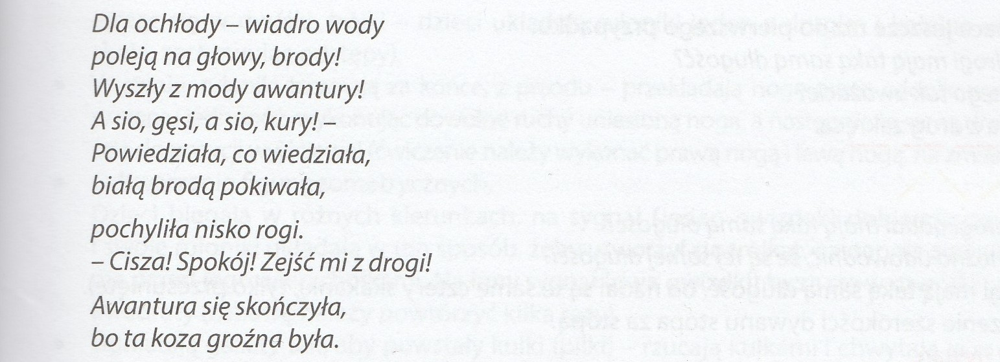 Dla ochłody – wiadro wody
poleją na głowy, brody!
Wyszły z mody awantury!
A sio, gęsi, a sio, kury! –
Powiedziała, co wiedziała,
białą brodą pokiwała,
pochyliła nisko rogi.
– Cisza! Spokój! Zejść mi z drogi!
Awantura się skończyła,
bo ta koza groźna była.